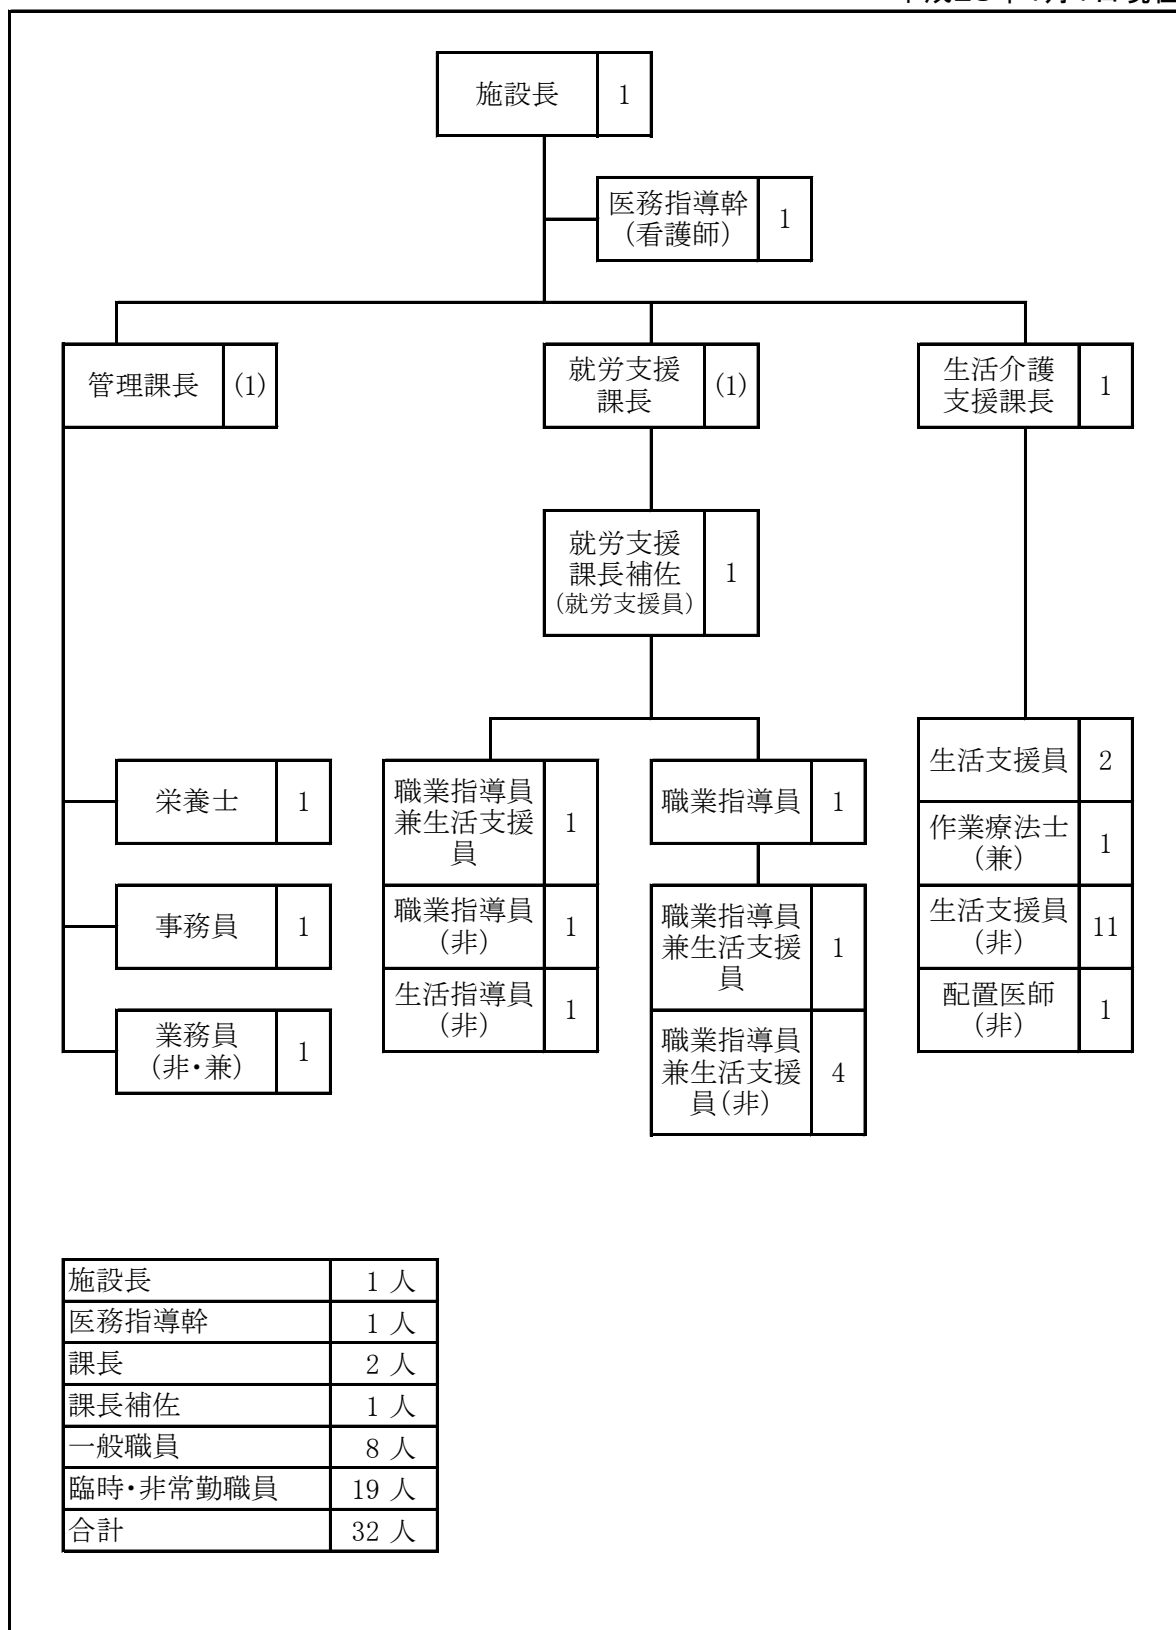 施設長 1
医務指導幹
(看護師) 1
管理課長 (1)
就労支援
課長 (1)
生活介護
支援課長 1
就労支援
課長補佐
(就労支援員) 1
栄養士 1
事務員 1
業務員
(非・兼) 1
職業指導員
兼生活支援
員 1
職業指導員
(非) 1
生活指導員
(非) 1
職業指導員 1
職業指導員
兼生活支援
員 1
職業指導員
兼生活支援
員(非) 4
生活支援員 2
作業療法士
(兼) 1
生活支援員
(非) 11
配置医師
(非) 1
施設長 1 人
医務指導幹 1 人
課長 2 人
課長補佐 1 人
一般職員 8 人
臨時・非常勤職員 19 人
合計 32 人